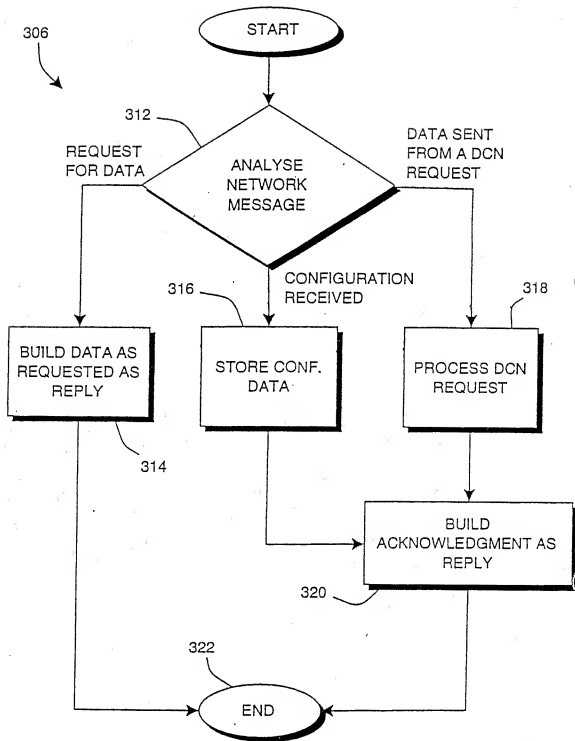 START
306
312
REQUEST
FOR DATA
ANALYSE
NETWORK
MESSAGE
DATA SENT
FROM A DCN
REQUEST
CONFIGURATION
RECEIVED
316
318
BUILD DATA AS
REQUESTED AS
REPLY
STORE CONF.
DATA
PROCESS DCN
REQUEST
314
BUILD
ACKNOWLEDGMENT AS
REPLY
320
322
END